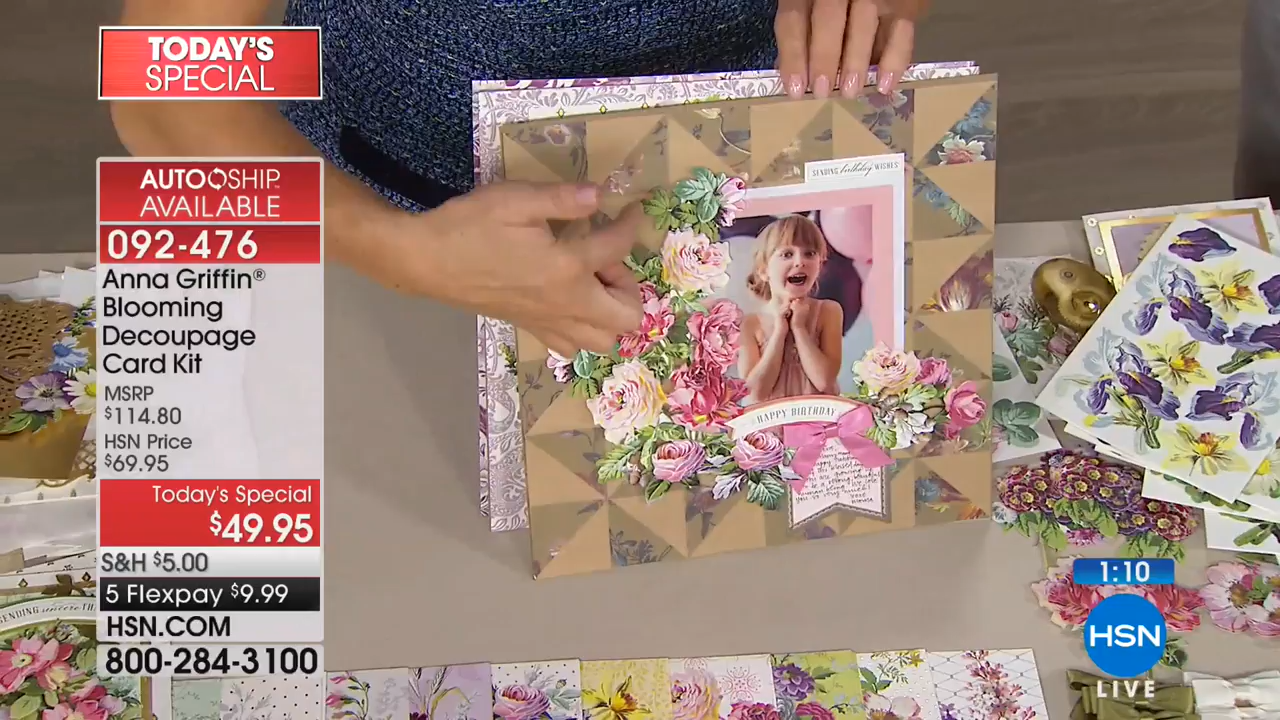 TODAY'S
SPECIAL
AUTOSHIP
AVAILABLE
092-476
Anna Griffin®
Blooming
Decoupage
Card Kit
MSRP
$114.80
HSN Price
$69.95
Today's Special
$49.95
S&H $5.00
5 Flexpay $9.99
HSN.COM
800-284-3100
SENDING birthday WISHES
HAPPY BIRTHDAY
SENDING sincere
1:10
HSN
LIVE